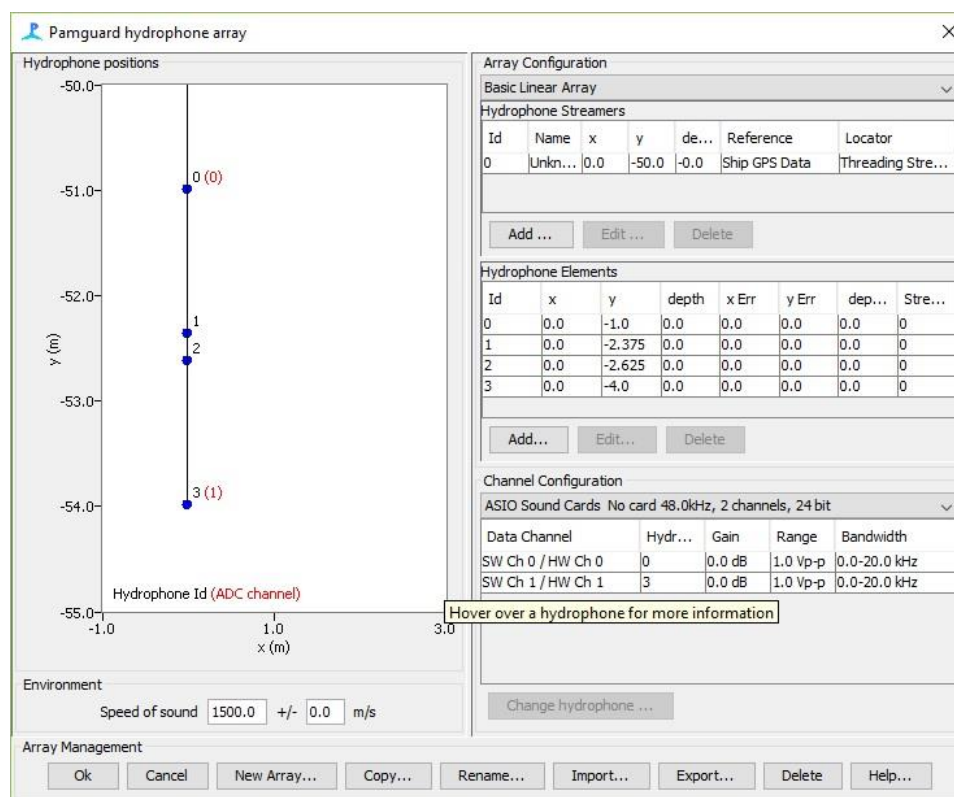 Pamguard hydrophone array
Hydrophone positions
-50.0
-51.0
-52.0
-53.0
-54.0
-55.0
y (m)
0 (0)
1
2
3 (1)
Hydrophone Id (ADC channel)
-1.0 1.0 3.0
x (m)
Environment
Speed of sound 1500.0 +/- 0.0 m/s
Array Configuration
Basic Linear Array
Hydrophone Streamers
Id Name x y de... Reference Locator
0 Unkn... 0.0 -50.0 -0.0 Ship GPS Data Threading Stre...
Add ... Edit ... Delete
Hydrophone Elements
Id x y depth x Err y Err dep... Stre...
0 0.0 -1.0 0.0 0.0 0.0 0.0 0
1 0.0 -2.375 0.0 0.0 0.0 0.0 0
2 0.0 -2.625 0.0 0.0 0.0 0.0 0
3 0.0 -4.0 0.0 0.0 0.0 0.0 0
Add... Edit... Delete
Channel Configuration
ASIO Sound Cards No card 48.0kHz, 2 channels, 24 bit
Data Channel Hydr... Gain Range Bandwidth
SW Ch 0 / HW Ch 0 0 0.0 dB 1.0 Vp-p 0.0-20.0 kHz
SW Ch 1 / HW Ch 1 3 0.0 dB 1.0 Vp-p 0.0-20.0 kHz
Hover over a hydrophone for more information
Change hydrophone ...
Array Management
Ok Cancel New Array... Copy... Rename... Import... Export... Delete Help...